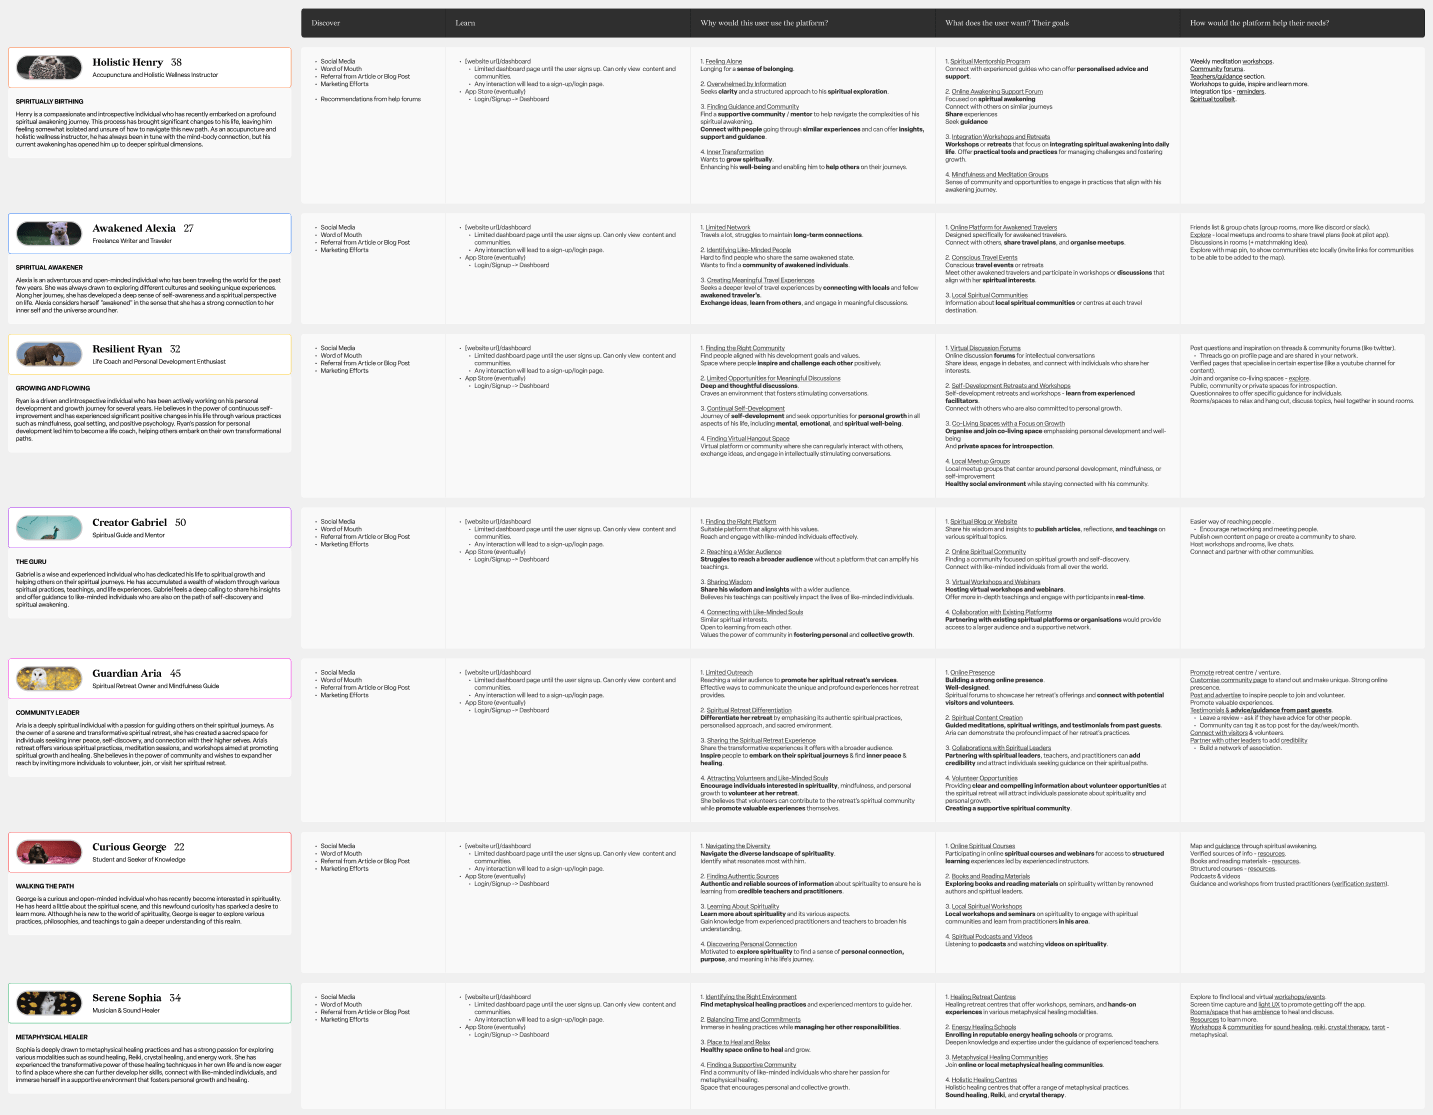 Discover
Learn
Why would this user use the platform?
What does the user want? Their goals
How would the platform help their needs?
Holistic Henry 38
Accupuncture and Holistic Wellness Instructor
SPIRITUALLY BIRTHING
Henry is a compassionate and introspective individual who has recently embarked on a profound
spiritual awakening journey. This process has brought significant changes in his life, leaving him
feeling somewhat isolated and unsure of how to navigate this new path. As an accupuncture and
holistic wellness instructor, he has always been in tune with the mind-body connection, but his
current awakening has opened him up to deeper spiritual dimensions.
• Social Media
• Word of Mouth
• Referral from Article or Blog Post
• Marketing Efforts
• Recommendations from help forums
• [website url]/dashboard
• Limited dashboard page until the user signs up. Can only view content and
communities.
• Any interaction will lead to a sign-up/login page.
• App Store (eventually)
• Login/Signup -> Dashboard
1. Feeling Alone
Longing for a sense of belonging.
2. Overwhelmed by Information
Seeks clarity and a structured approach to his spiritual exploration.
3. Finding Guidance and Community
Find a supportive community / mentor to help navigate the complexities of his
spiritual awakening.
Connect with people going through similar experiences and can offer insights,
support and guidance.
4. Inner Transformation
Wants to grow spiritually.
Enhancing his well-being and enabling him to help others on their journeys.
1. Spiritual Mentorship Program
Connect with experienced guides who can offer personalised advice and
support.
2. Online Awakening Support Forum
Focused on spiritual awakening
Connect with others on similar journeys.
Share experiences
Seek guidance
3. Integration Workshops and Retreats
Workshops or retreats that focus on integrating spiritual awakening into daily
life. Offer practical tools and practices for managing challenges and fostering
growth.
4. Mindfulness and Meditation Groups
Sense of community and opportunities to engage in practices that align with his
awakening journey.
Weekly meditation workshops.
Community forums.
Teachers/guidance section.
Workshops to guide, inspire and learn more.
Integration tips - reminders.
Spiritual toolbelt.
Awakened Alexia 27
Freelance Writer and Traveler
SPIRITUAL AWAKENER
Alexia is an adventurous and open-minded individual who has been traveling the world for the past
few years. She was always drawn to exploring different cultures and seeking unique experiences.
Along her journey, she has developed a deep sense of self-awareness and a spiritual perspective
on life. Alexia considers herself "awakened" in the sense that she has a strong connection to her
inner self and the universe around her.
• Social Media
• Word of Mouth
• Referral from Article or Blog Post
• Marketing Efforts
• [website url]/dashboard
• Limited dashboard page until the user signs up. Can only view content and
communities.
• Any interaction will lead to a sign-up/login page.
• App Store (eventually)
• Login/Signup -> Dashboard
1. Limited Network
Travels a lot, struggles to maintain long-term connections.
2. Identifying Like-Minded People
Hard to find people who share the same awakened state.
Wants to find a community of awakened individuals.
3. Creating Meaningful Travel Experiences
Seeks a deeper level of travel experiences by connecting with locals and fellow
awakened traveler's.
Exchange ideas, learn from others, and engage in meaningful discussions.
1. Online Platform for Awakened Travelers
Designed specifically for awakened travelers.
Connect with others, share travel plans, and organise meetups.
2. Conscious Travel Events
Conscious travel events or retreats
Meet other awakened travelers and participate in workshops or discussions that
align with her spiritual interests.
3. Local Spiritual Communities
Information about local spiritual communities or centres at each travel
destination.
Friends list & group chats (group rooms, more like discord or slack).
Explore - local meetups and rooms to share travel plans (look at pilot app).
Discussions in rooms (+ matchmaking idea).
Explore with map pin, to show communities etc locally (invite links for communities
to be able to be added to the map).
Resilient Ryan 32
Life Coach and Personal Development Enthusiast
GROWING AND FLOWING
Ryan is a driven and introspective individual who has been actively working on his personal
development and growth journey for several years. He believes in the power of continuous self-
improvement and has experienced significant positive changes in his life through various practices
such as mindfulness, goal setting, and positive psychology. Ryan's passion for personal
development led him to become a life coach, helping others embark on their own transformational
paths.
• Social Media
• Word of Mouth
• Referral from Article or Blog Post
• Marketing Efforts
• [website url]/dashboard
• Limited dashboard page until the user signs up. Can only view content and
communities.
• Any interaction will lead to a sign-up/login page.
• App Store (eventually)
• Login/Signup -> Dashboard
1. Finding the Right Community
Find people aligned with his development goals and values.
Space where people inspire and challenge each other positively.
2. Limited Opportunities for Meaningful Discussions
Deep and thoughtful discussions.
Craves an environment that fosters stimulating conversations.
3. Continual Self-Development
Journey of self-development and seek opportunities for personal growth in all
aspects of his life, including mental, emotional, and spiritual well-being.
4. Finding Virtual Hangout Space
Virtual platform or community where she can regularly interact with others,
exchange ideas, and engage in intellectually stimulating conversations.
1. Virtual Discussion Forums
Online discussion forums for intellectual conversations
Share ideas, engage in debates, and connect with individuals who share her
interests.
2. Self-Development Retreats and Workshops
Self-development retreats and workshops - learn from experienced
facilitators.
Connect with others who are also committed to personal growth.
3. Co-Living Spaces with a Focus on Growth
Organise and join co-living space emphasising personal development and well-
being
And private spaces for introspection.
4. Local Meetup Groups
Local meetup groups that center around personal development, mindfulness, or
self-improvement
Healthy social environment while staying connected with his community.
Post questions and inspiration on threads & community forums (like twitter).
• Threads go on profile page and are shared in your network.
Verified pages that specialise in certain expertise (like a youtube channel for
content).
Join and organise co-living spaces - explore.
Public, community or private spaces for introspection.
Questionnaires to offer specific guidance for individuals.
Rooms/spaces to relax and hang out, discuss topics, heal together in sound rooms.
Creator Gabriel 50
Spiritual Guide and Mentor
THE GURU
Gabriel is a wise and experienced individual who has dedicated his life to spiritual growth and
helping others on their spiritual journeys. He has accumulated a wealth of wisdom through various
spiritual practices, teachings, and life experiences. Gabriel feels a deep calling to share his insights
and offer guidance to like-minded individuals who are also on the path of self-discovery and
spiritual awakening.
• Social Media
• Word of Mouth
• Referral from Article or Blog Post
• Marketing Efforts
• [website url]/dashboard
• Limited dashboard page until the user signs up. Can only view content and
communities.
• Any interaction will lead to a sign-up/login page.
• App Store (eventually)
• Login/Signup -> Dashboard
1. Finding the Right Platform
Suitable platform that aligns with his values.
Reach and engage with like-minded individuals effectively.
2. Reaching a Wider Audience
Struggles to reach a broader audience without a platform that can amplify his
teachings.
3. Sharing Wisdom
Share his wisdom and insights with a wider audience.
Believes his teachings can positively impact the lives of like-minded individuals.
4. Connecting with Like-Minded Souls
Similar spiritual interests.
Open to learning from each other.
Values the power of community in fostering personal and collective growth.
1. Spiritual Blog or Website
Share his wisdom and insights to publish articles, reflections, and teachings on
various spiritual topics.
2. Online Spiritual Community
Finding a community focused on spiritual growth and self-discovery.
Connect with like-minded individuals from all over the world.
3. Virtual Workshops and Webinars
Hosting virtual workshops and webinars.
Offer more in-depth teachings and engage with participants in real-time.
4. Collaboration with Existing Platforms
Partnering with existing spiritual platforms or organisations would provide
access to a larger audience and a supportive network.
Easier way of reaching people .
• Encourage networking and meeting people.
Publish own content on page or create a community to share.
Host workshops and rooms, live chats.
Connect and partner with other communities.
Guardian Aria 45
Spiritual Retreat Owner and Mindfulness Guide
COMMUNITY LEADER
Aria is a deeply spiritual individual with a passion for guiding others on their spiritual journeys. As
the owner of a serene and transformative spiritual retreat, she has created a sacred space for
individuals seeking inner peace, self-discovery, and connection with their higher selves. Aria's
retreat offers various spiritual practices, meditation sessions, and workshops aimed at promoting
spiritual growth and healing. She believes in the power of community and wishes to expand her
reach by inviting more individuals to volunteer, join, or visit her spiritual retreat.
• Social Media
• Word of Mouth
• Referral from Article or Blog Post
• Marketing Efforts
• [website url]/dashboard
• Limited dashboard page until the user signs up. Can only view content and
communities.
• Any interaction will lead to a sign-up/login page.
• App Store (eventually)
• Login/Signup -> Dashboard
1. Limited Outreach
Reaching a wider audience to promote her spiritual retreat's services.
Effective ways to communicate the unique and profound experiences her retreat
provides.
2. Spiritual Retreat Differentiation
Differentiate her retreat by emphasising its authentic spiritual practices,
personalised approach, and sacred environment.
3. Sharing the Spiritual Retreat Experience
Share the transformative experiences it offers with a broader audience.
Inspire people to embark on their spiritual journeys & find inner peace &
healing.
4. Attracting Volunteers and Like-Minded Souls
Encourage individuals interested in spirituality, mindfulness, and personal
growth to volunteer at her retreat.
She believes that volunteers can contribute to the retreat's spiritual community
while promote valuable experiences themselves.
1. Online Presence
Building a strong online presence.
Well-designed.
Spiritual forums to showcase her retreat's offerings and connect with potential
visitors and volunteers.
2. Spiritual Content Creation
Guided meditations, spiritual writings, and testimonials from past guests.
Aria can demonstrate the profound impact of her retreat's practices.
3. Collaborations with Spiritual Leaders
Partnering with spiritual leaders, teachers, and practitioners can add
credibility and attract individuals seeking guidance on their spiritual paths.
4. Volunteer Opportunities
Providing clear and compelling information about volunteer opportunities at
the spiritual retreat will attract individuals passionate about spirituality and
personal growth.
Creating a supportive spiritual community.
Promote retreat centre / venture.
Customise community page to stand out and make unique. Strong online
prescence.
Post and advertise to inspire people to join and volunteer.
Promote valuable experiences.
Testimonials & advice/guidance from past guests.
• Leave a review - ask if they have advice for other people.
• Community can tag it as top post for the day/week/month.
Connect with visitors & volunteers.
Partner with other leaders to add credibility
• Build a network of association.
Curious George 22
Student and Seeker of Knowledge
WALKING THE PATH
George is a curious and open-minded individual who has recently become interested in spirituality.
He has heard a little about the spiritual scene, and this newfound curiosity has sparked a desire to
learn more. Although he is new to the world of spirituality, George is eager to explore various
practices, philosophies, and teachings to gain a deeper understanding of this realm.
• Social Media
• Word of Mouth
• Referral from Article or Blog Post
• Marketing Efforts
• [website url]/dashboard
• Limited dashboard page until the user signs up. Can only view content and
communities.
• Any interaction will lead to a sign-up/login page.
• App Store (eventually)
• Login/Signup -> Dashboard
1. Navigating the Diversity
Navigate the diverse landscape of spirituality.
Identify what resonates most with him.
2. Finding Authentic Sources
Authentic and reliable sources of information about spirituality to ensure he is
learning from credible teachers and practitioners.
3. Learning About Spirituality
Learn more about spirituality and its various aspects.
Gain knowledge from experienced practitioners and teachers to broaden his
understanding.
4. Discovering Personal Connection
Motivated to explore spirituality to find a sense of personal connection,
purpose, and meaning in his life's journey.
1. Online Spiritual Courses
Participating in online spiritual courses and webinars for access to structured
learning experiences led by experienced instructors.
2. Books and Reading Materials
Exploring books and reading materials on spirituality written by renowned
authors and spiritual leaders.
3. Local Spiritual Workshops
Local workshops and seminars on spirituality to engage with spiritual
communities and learn from practitioners in his area.
4. Spiritual Podcasts and Videos
Listening to podcasts and watching videos on spirituality.
Map and guidance through spiritual awakening.
Verified sources of info - resources.
Books and reading materials - resources.
Structured courses - resources.
Podcasts & videos
Guidance and workshops from trusted practitioners (verification system).
Serene Sophia 34
Musician & Sound Healer
METAPHYSICAL HEALER
Sophia is deeply drawn to metaphysical healing practices and has a strong passion for exploring
various modalities such as sound healing, Reiki, crystal healing, and energy work. She has
experienced the transformative power of these healing techniques in her own life and is now eager
to find a place where she can further develop her skills, connect with like-minded individuals, and
immerse herself in a supportive environment that fosters personal growth and healing.
• Social Media
• Word of Mouth
• Referral from Article or Blog Post
• Marketing Efforts
• [website url]/dashboard
• Limited dashboard page until the user signs up. Can only view content and
communities.
• Any interaction will lead to a sign-up/login page.
• App Store (eventually)
• Login/Signup -> Dashboard
1. Identifying the Right Environment
Find metaphysical healing practices and experienced mentors to guide her.
2. Balancing Time and Commitments
Immerse in healing practices while managing her other responsibilities.
3. Place to Heal and Relax
Healthy space online to heal and grow.
4. Finding a Supportive Community
Find a community of like-minded individuals who share her passion for
metaphysical healing.
Space that encourages personal and collective growth.
1. Healing Retreat Centres
Healing retreat centres that offer workshops, seminars, and hands-on
experiences in various metaphysical healing modalities.
2. Energy Healing Schools
Enrolling in reputable energy healing schools or programs.
Deepen knowledge and expertise under the guidance of experienced teachers.
3. Metaphysical Healing Communities
Join online or local metaphysical healing communities.
4. Holistic Healing Centres
Holistic healing centres that offer a range of metaphysical practices.
Sound healing, Reiki, and crystal therapy.
Explore to find local and virtual workshops/events.
Screen time capture and light UX to promote getting off the app.
Rooms/space that has ambience to heal and discuss.
Resources to learn more.
Workshops & communities for sound healing, reiki, crystal therapy, tarot -
metaphysical.